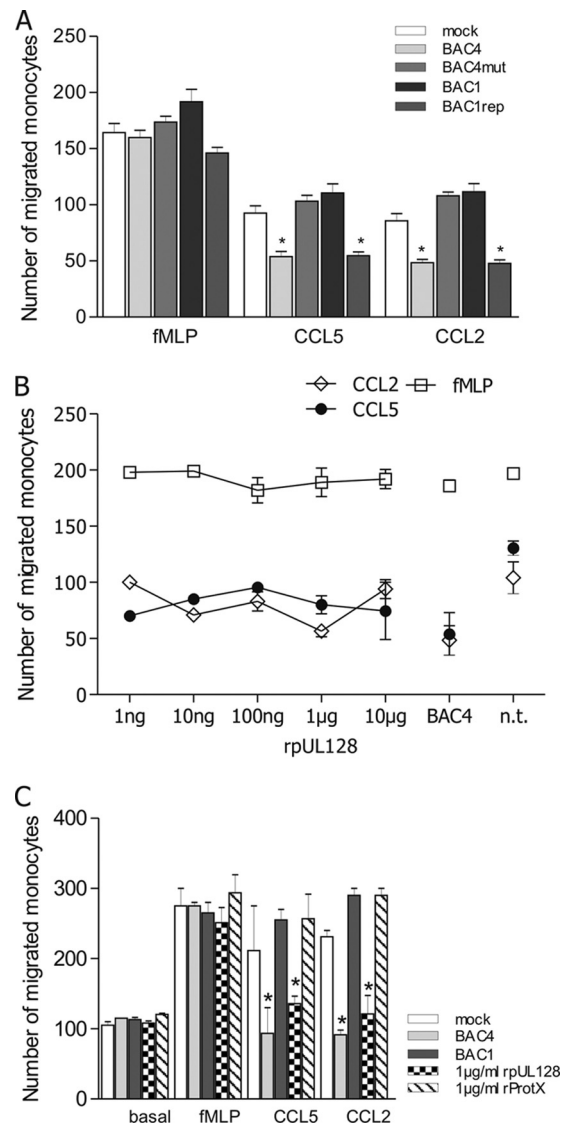 A
mock
BAC4
BAC4mut
BAC1
BAC1rep
Number of migrated monocytes
250
200
150
100
50
0
* * * *
fMLP CCL5 CCL2
B
CCL2 fMLP
CCL5
Number of migrated monocytes
250
200
150
100
50
0
1ng 10ng 100ng 1µg 10µg BAC4 n.t.
rpUL128
C
Number of migrated monocytes
400
300
200
100
0
* * * *
basal fMLP CCL5 CCL2
mock
BAC4
BAC1
1µg/ml rpUL128
1µg/ml rProtX